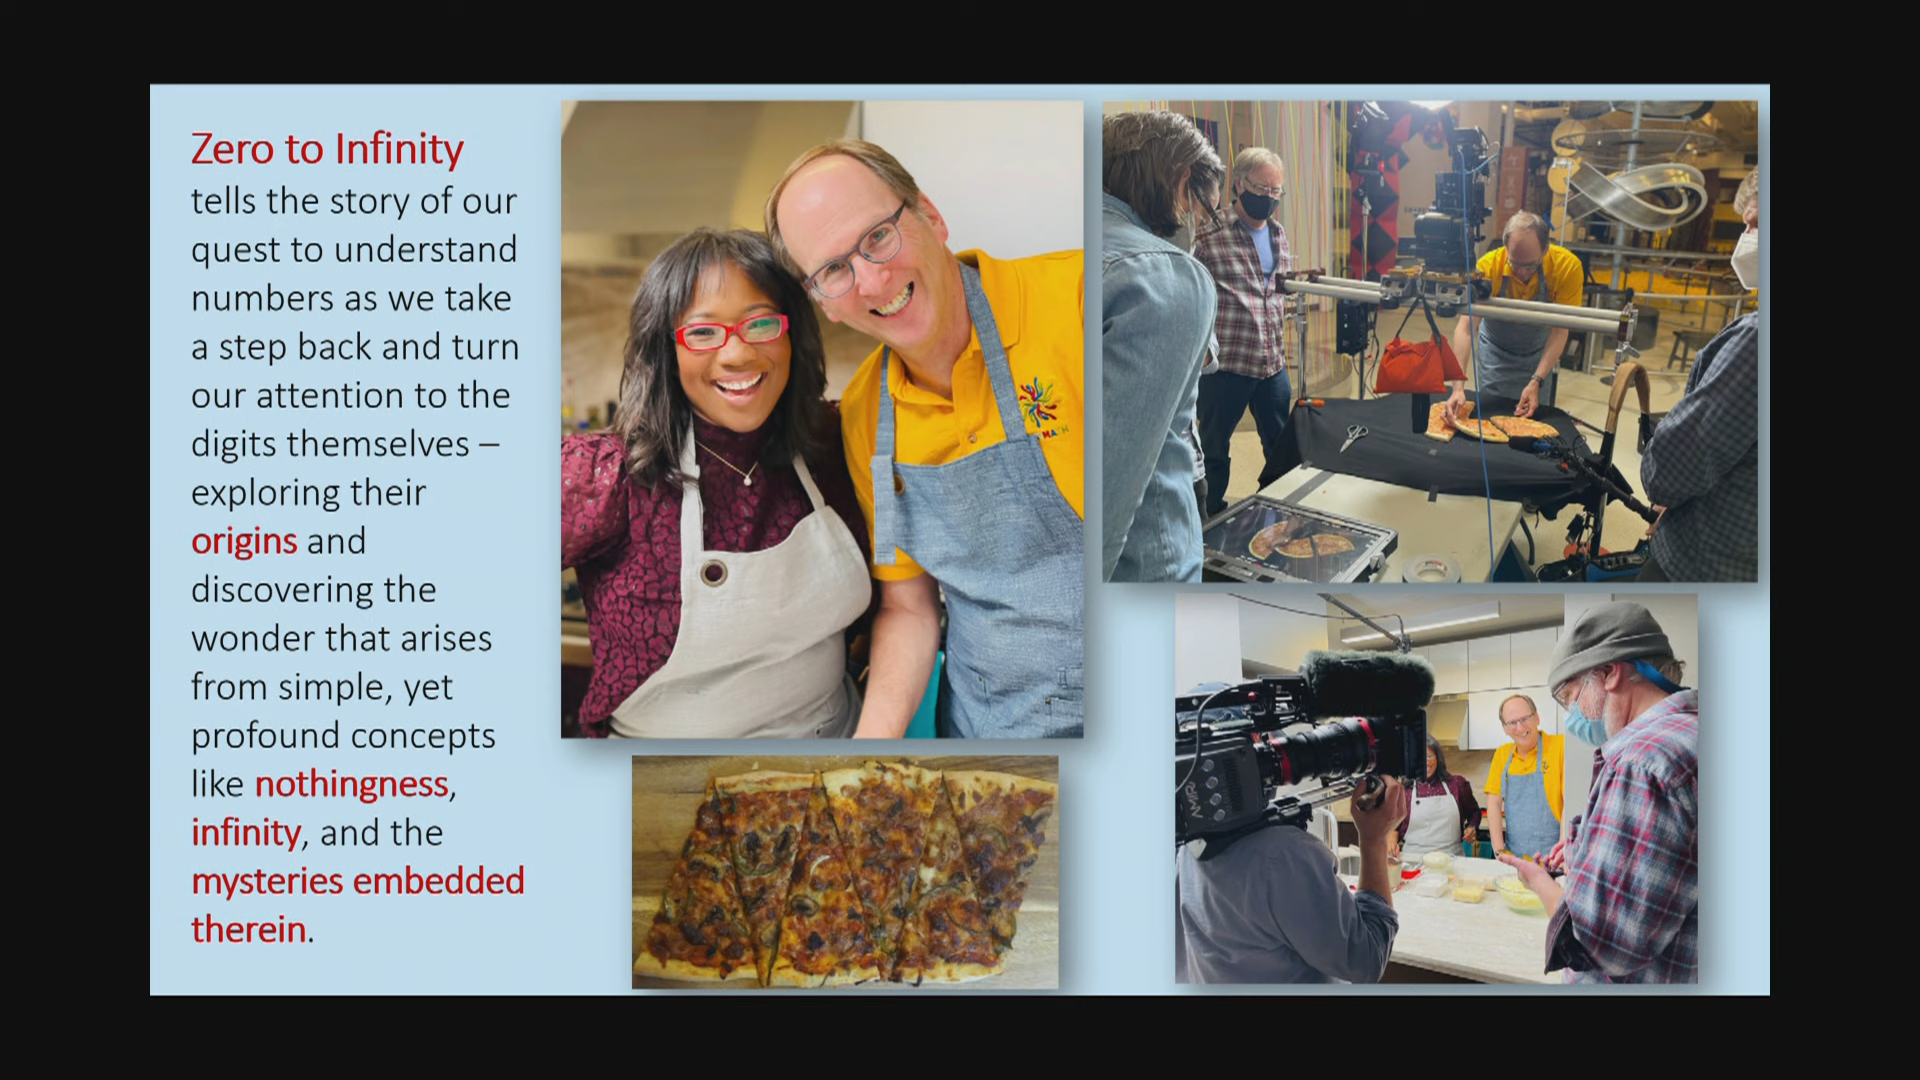 Zero to Infinity
tells the story of our
quest to understand
numbers as we take
a step back and turn
our attention to the
digits themselves –
exploring their
origins and
discovering the
wonder that arises
from simple, yet
profound concepts
like nothingness,
infinity, and the
mysteries embedded
therein.
MATH